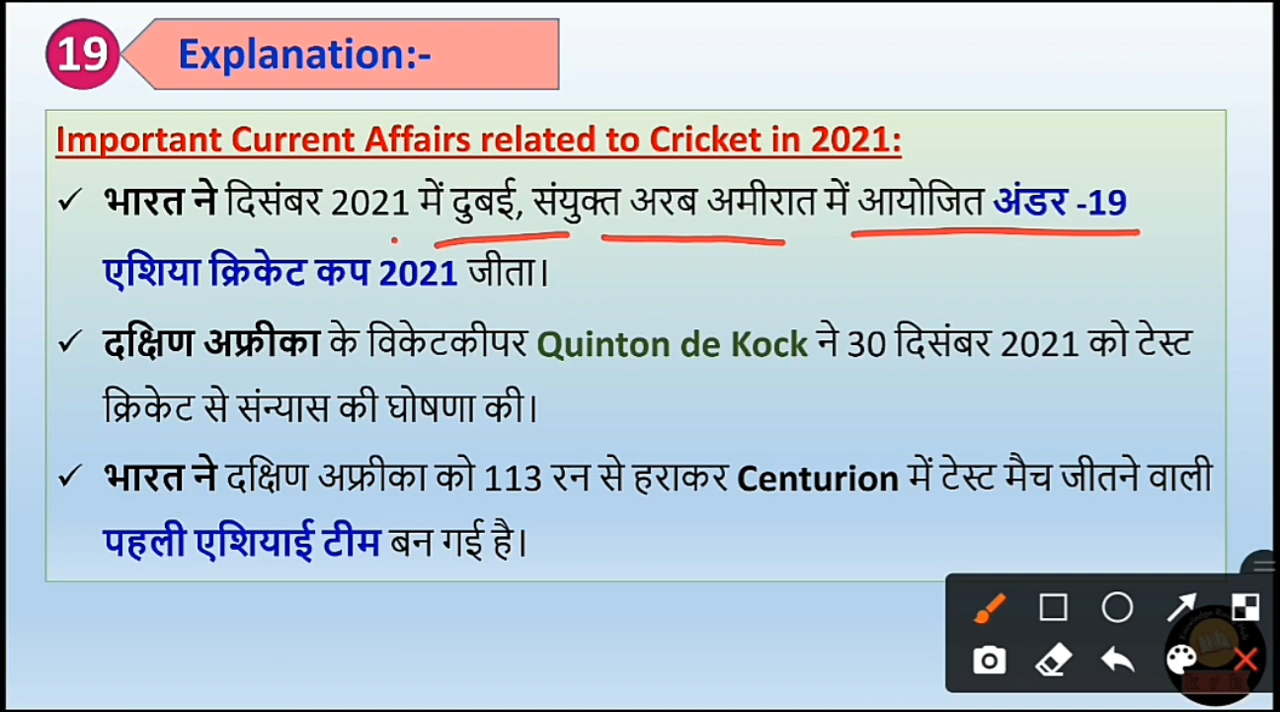 19 Explanation:-
Important Current Affairs related to Cricket in 2021:
✓ भारत ने दिसंबर 2021 में दुबई, संयुक्त अरब अमीरात में आयोजित अंडर -19
एशिया क्रिकेट कप 2021 जीता।
✓ दक्षिण अफ्रीका के विकेटकीपर Quinton de Kock ने 30 दिसंबर 2021 को टेस्ट
क्रिकेट से संन्यास की घोषणा की।
✓ भारत ने दक्षिण अफ्रीका को 113 रन से हराकर Centurion में टेस्ट मैच जीतने वाली
पहली एशियाई टीम बन गई है।